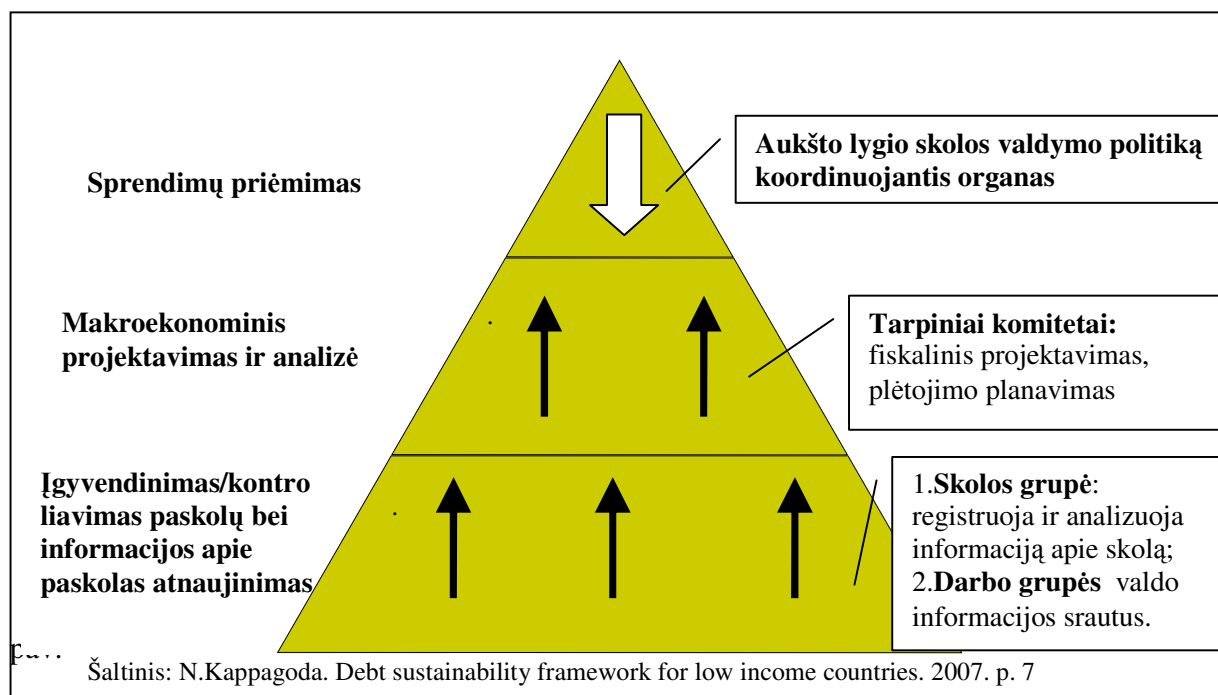 Sprendimų priėmimas
Aukšto lygio skolos valdymo politiką
koordinuojantis organas
Makroekonominis
projektavimas ir analizė
Tarpiniai komitetai:
fiskalinis projektavimas,
plėtojimo planavimas
Įgyvendinimas/kontro
liavimas paskolų bei
informacijos apie
paskolas atnaujinimas
1.Skolos grupė:
registruoja ir analizuoja
informaciją apie skolą;
2.Darbo grupės valdo
informacijos srautus.
Šaltinis: N.Kappagoda. Debt sustainability framework for low income countries. 2007. p. 7